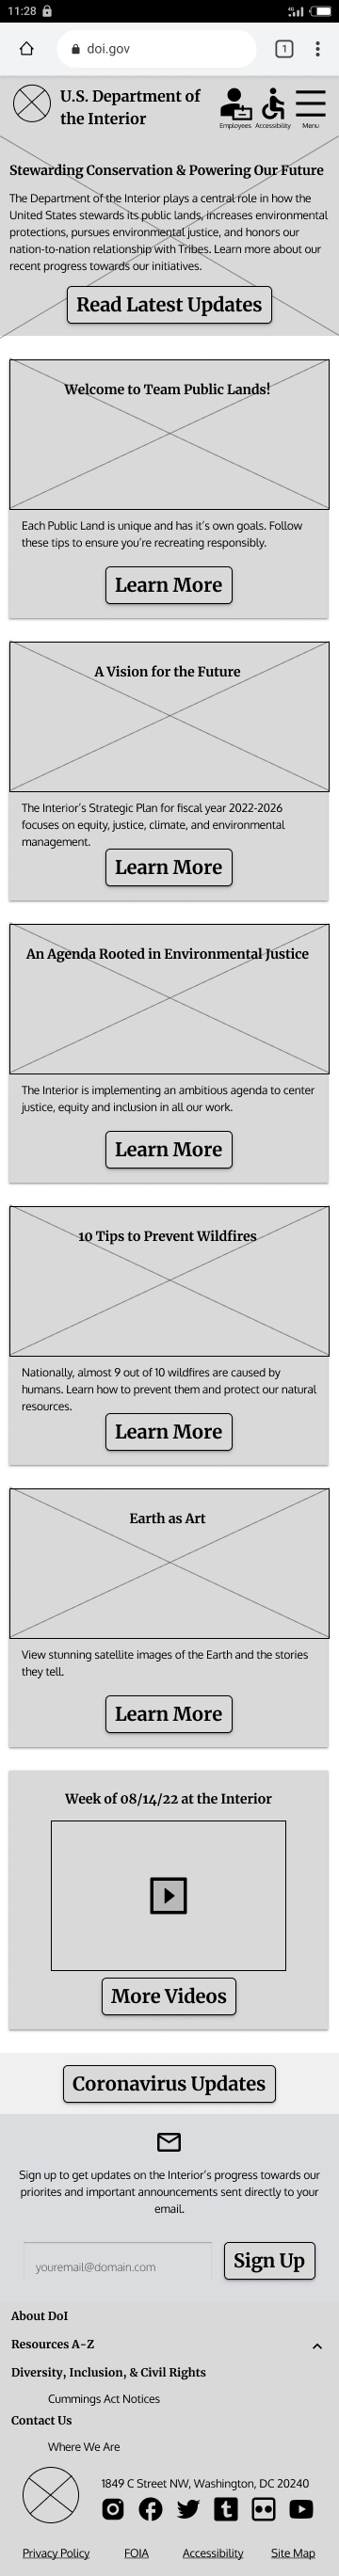 11:28
doi.gov
1
U.S. Department of
the Interior
Employees Accessibility Menu
Stewarding Conservation & Powering Our Future
The Department of the Interior plays a central role in how the
United States stewards its public lands, increases environmental
protections, pursues environmental justice, and honors our
nation-to-nation relationship with Tribes. Learn more about our
recent progress towards our initiatives.
Read Latest Updates
Welcome to Team Public Lands!
Each Public Land is unique and has it's own goals. Follow
these tips to ensure you're recreating responsibly.
Learn More
A Vision for the Future
The Interior's Strategic Plan for fiscal year 2022-2026
focuses on equity, justice, climate, and environmental
management.
Learn More
An Agenda Rooted in Environmental Justice
The Interior is implementing an ambitious agenda to center
justice, equity and inclusion in all our work.
Learn More
10 Tips to Prevent Wildfires
Nationally, almost 9 out of 10 wildfires are caused by
humans. Learn how to prevent them and protect our natural
resources.
Learn More
Earth as Art
View stunning satellite images of the Earth and the stories
they tell.
Learn More
Week of 08/14/22 at the Interior
More Videos
Coronavirus Updates
Sign up to get updates on the Interior's progress towards our
priorites and important announcements sent directly to your
email.
youremail@domain.com
Sign Up
About DoI
Resources A-Z
Diversity, Inclusion, & Civil Rights
Cummings Act Notices
Contact Us
Where We Are
1849 C Street NW, Washington, DC 20240
Privacy Policy FOIA Accessibility Site Map